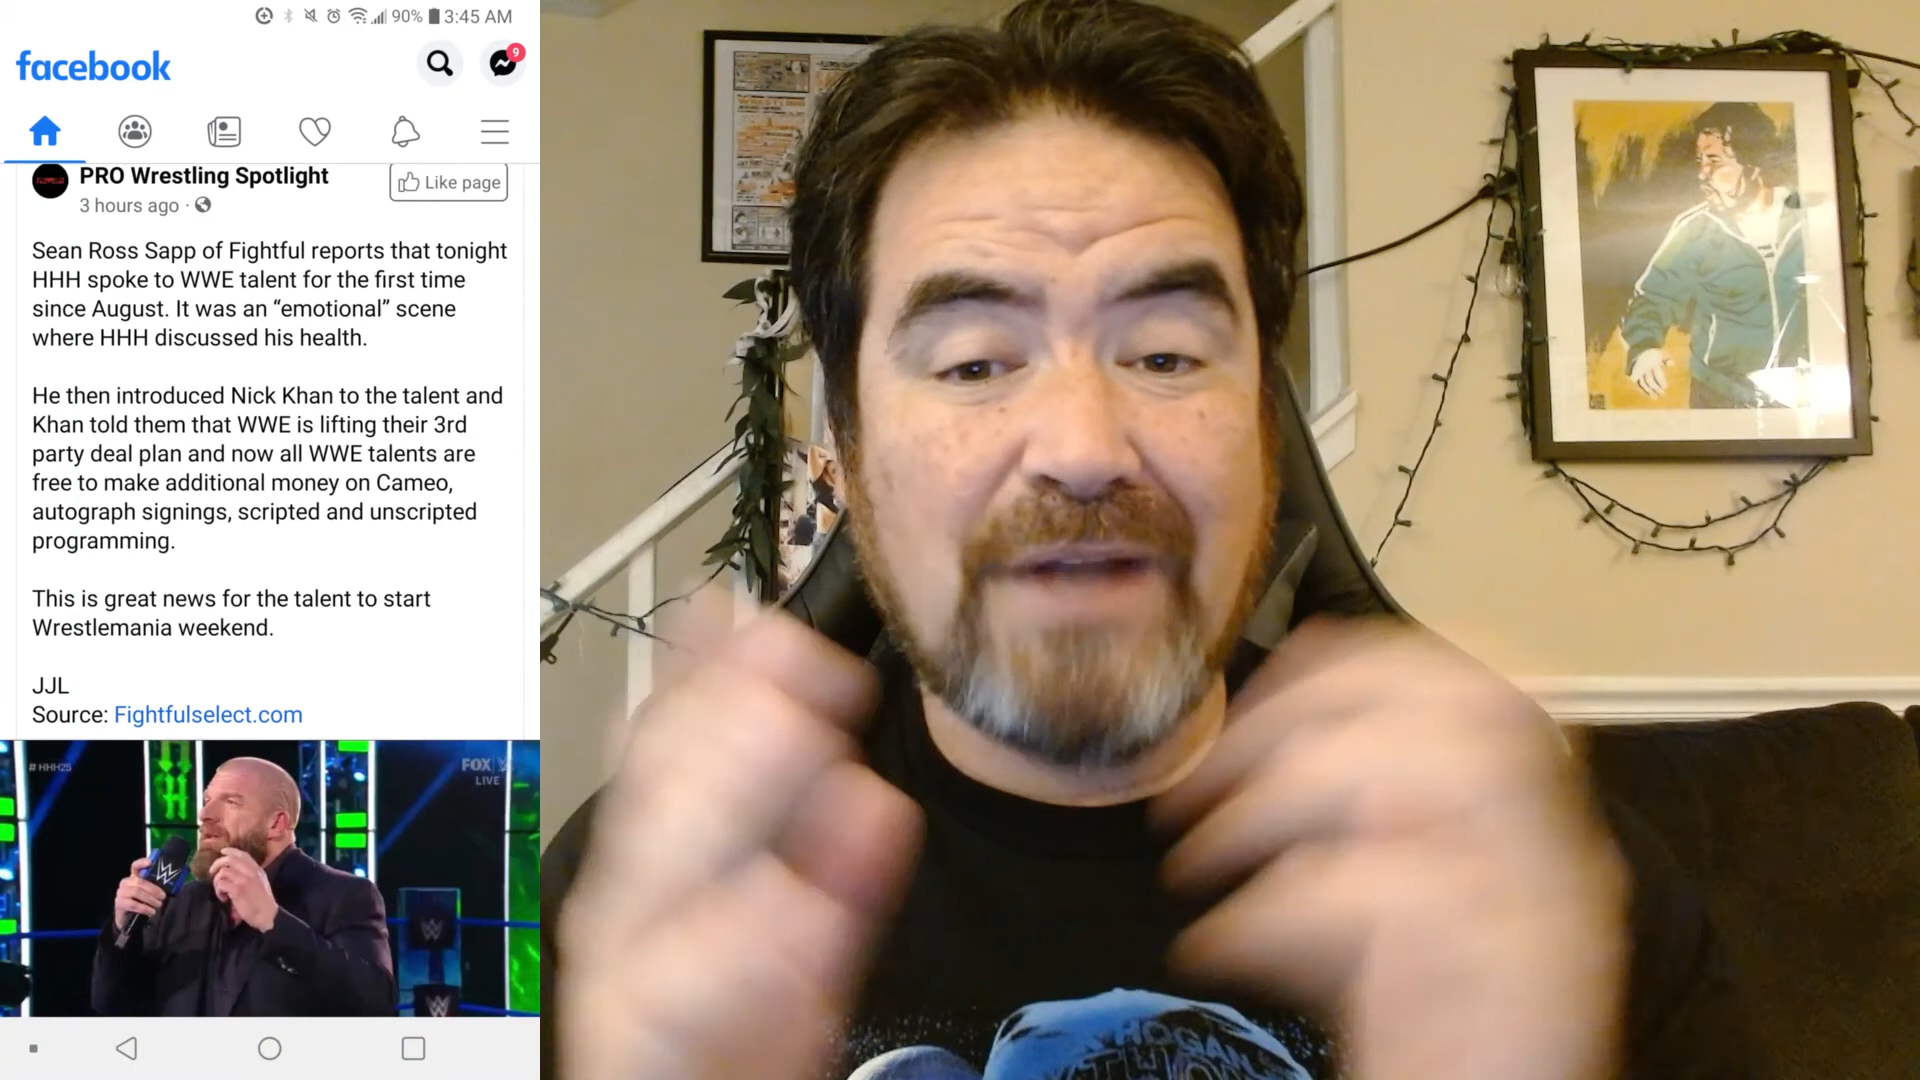 90% 3:45 AM
facebook
9
PRO Wrestling Spotlight
Like page
3 hours ago ·
Sean Ross Sapp of Fightful reports that tonight
HHH spoke to WWE talent for the first time
since August. It was an “emotional” scene
where HHH discussed his health.
He then introduced Nick Khan to the talent and
Khan told them that WWE is lifting their 3rd
party deal plan and now all WWE talents are
free to make additional money on Cameo,
autograph signings, scripted and unscripted
programming.
This is great news for the talent to start
Wrestlemania weekend.
JJL
Source: Fightfulselect.com
#HHH25
FOX
LIVE
HOGAN